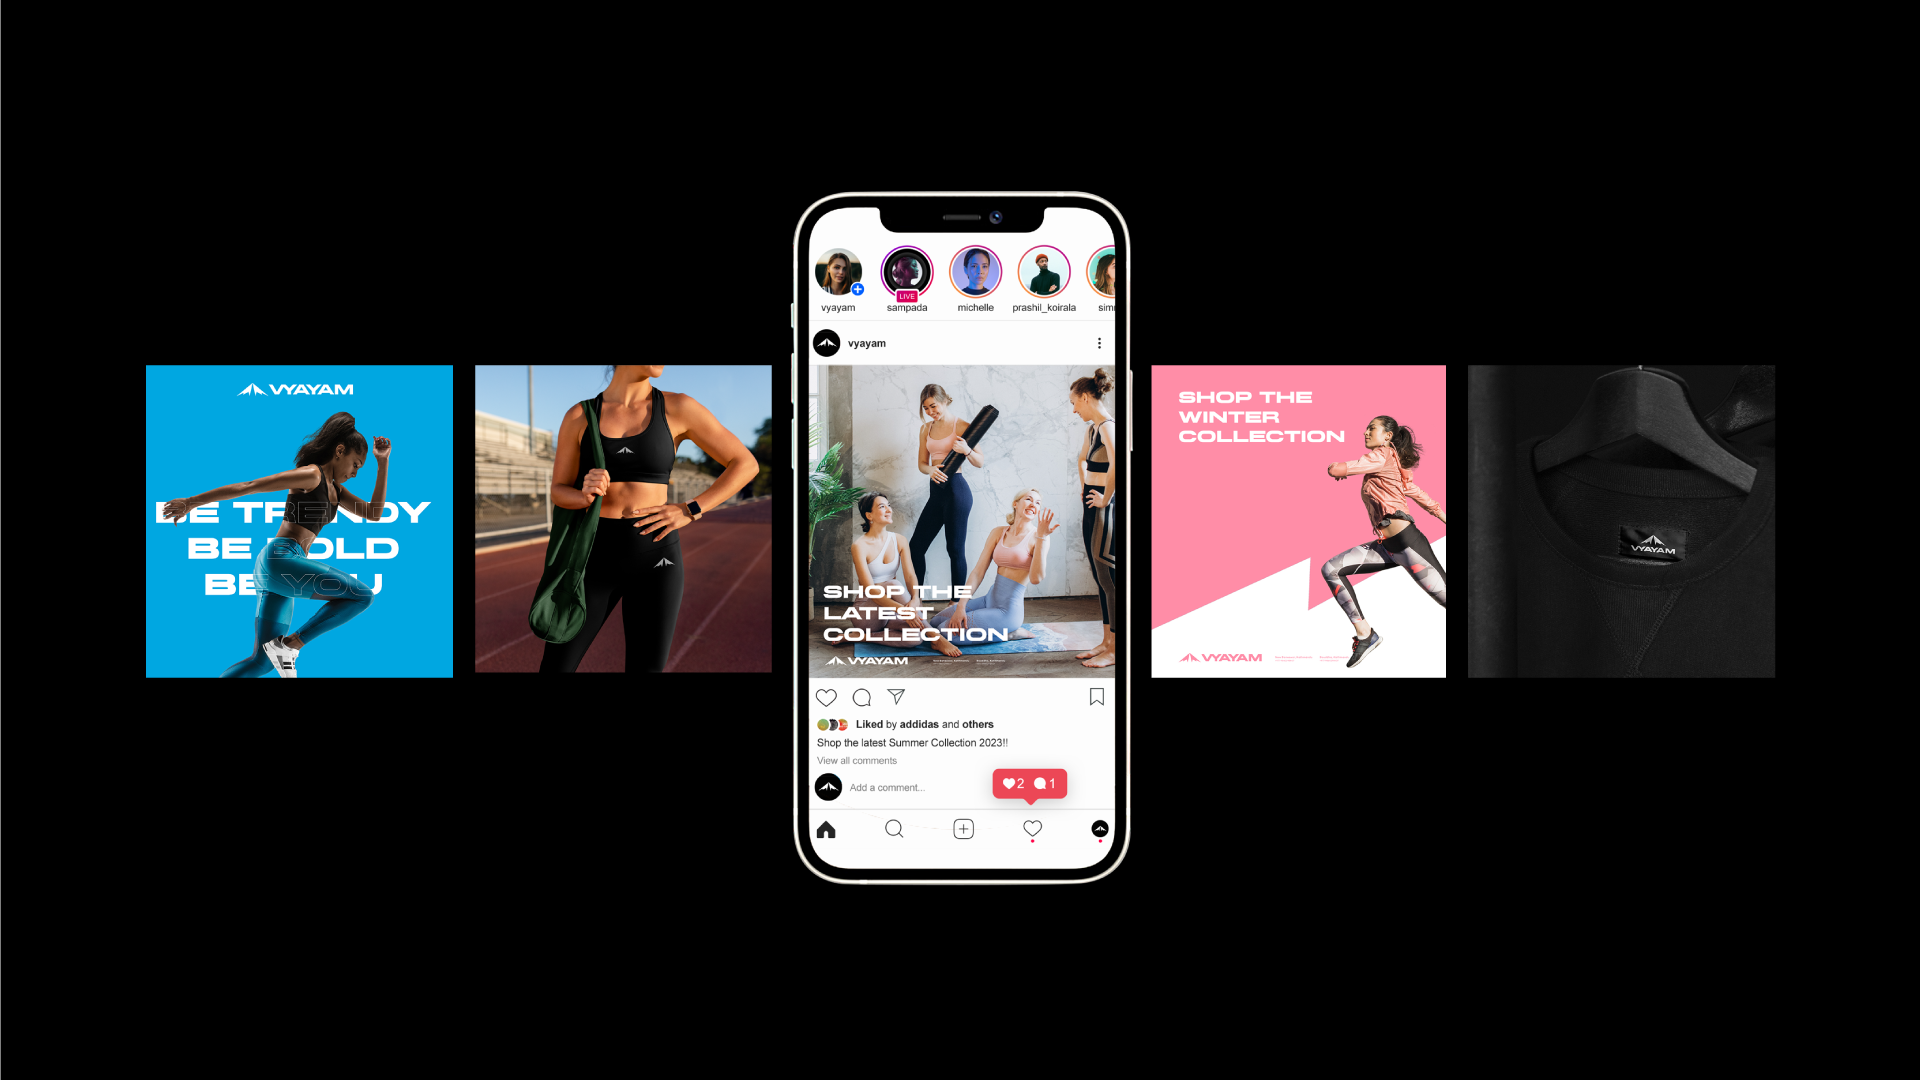 VYAYAM
BE TRENDY
BE BOLD
BE YOU
vyayam
LIVE
sampada
michelle
prashil_koirala
vyayam
SHOP THE
LATEST
COLLECTION
VYAYAM
Liked by addidas and others
Shop the latest Summer Collection 2023!!
View all comments
Add a comment...
2 1
SHOP THE
WINTER
COLLECTION
VYAYAM
VYAYAM